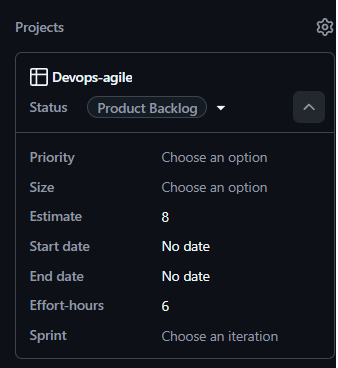 Projects
Devops-agile
Status Product Backlog
Priority Choose an option
Size Choose an option
Estimate 8
Start date No date
End date No date
Effort-hours 6
Sprint Choose an iteration